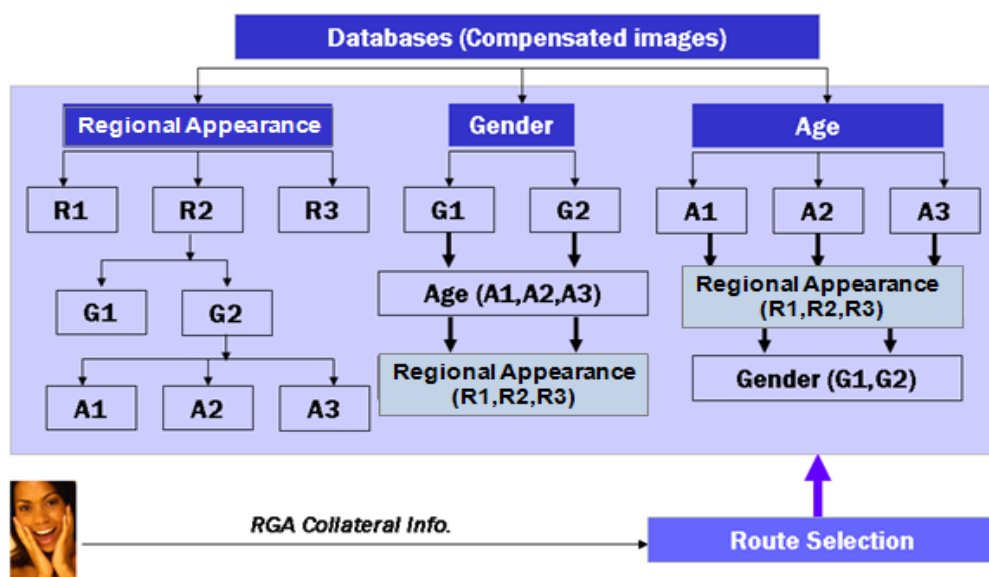 Databases (Compensated images)
Regional Appearance
Gender
Age
R1
R2
R3
G1
G2
A1
A2
A3
G1
G2
Age (A1,A2,A3)
Regional Appearance
(R1,R2,R3)
A1
A2
A3
Regional Appearance
(R1,R2,R3)
Gender (G1,G2)
RGA Collateral Info.
Route Selection